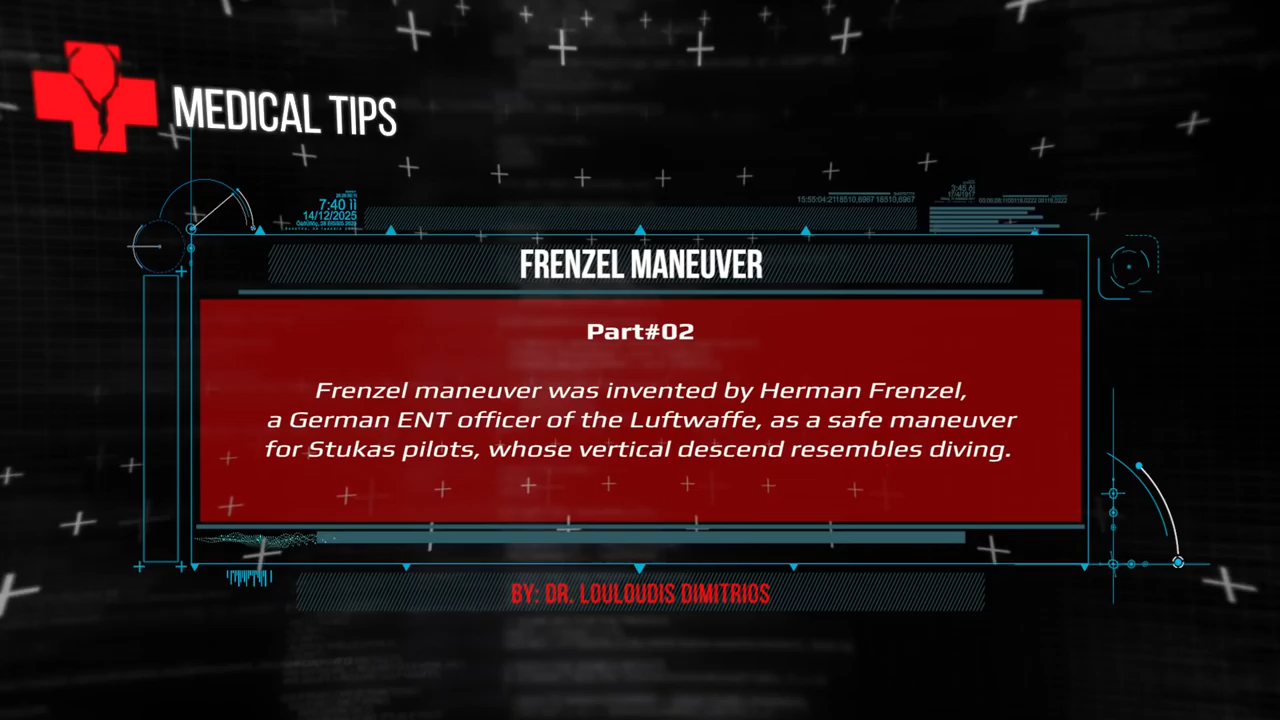 MEDICAL TIPS
7:40
14/12/2025
FRENZEL MANEUVER
Part#02
Frenzel maneuver was invented by Herman Frenzel,
a German ENT officer of the Luftwaffe, as a safe maneuver
for Stukas pilots, whose vertical descend resembles diving.
BY: DR. LOULOUDIS DIMITRIOS